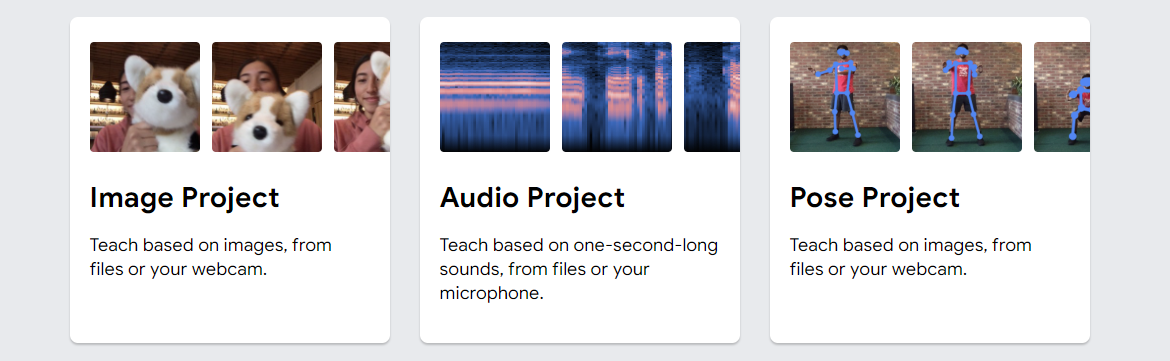 Image Project
Teach based on images, from
files or your webcam.
Audio Project
Teach based on one-second-long
sounds, from files or your
microphone.
Pose Project
Teach based on images, from
files or your webcam.